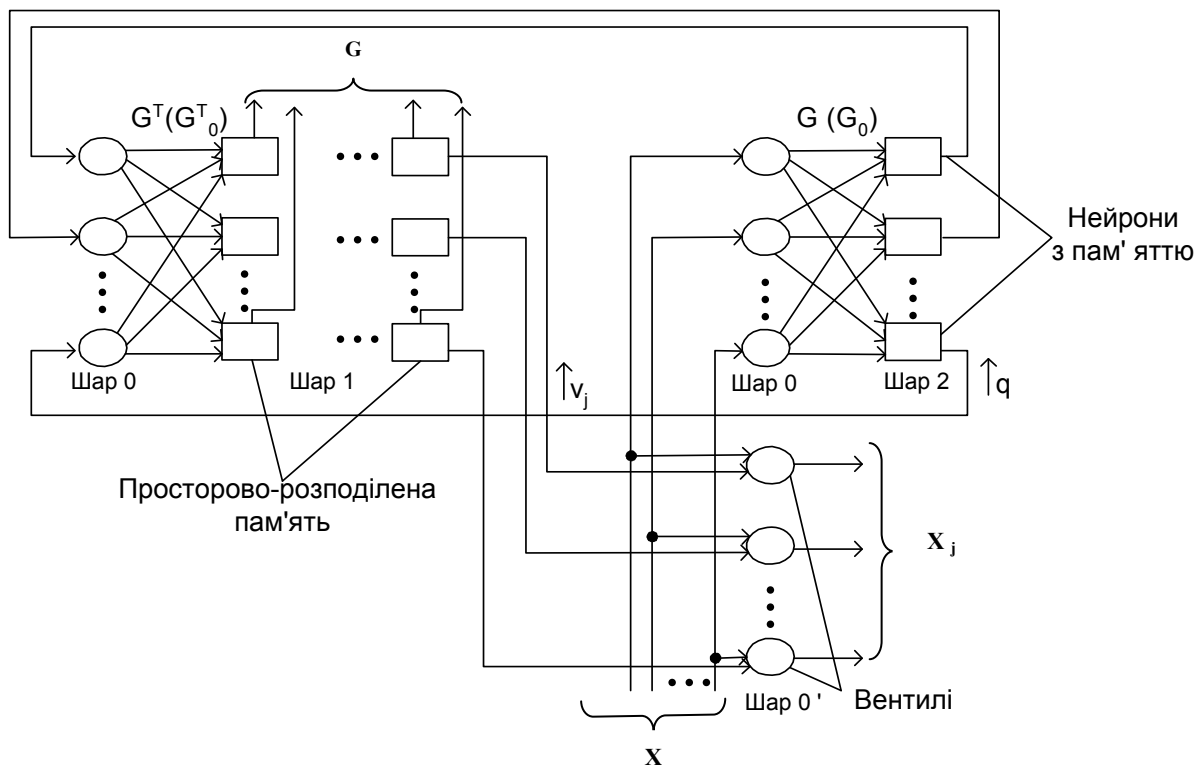 G
G^T(G^T_0)
G (G_0)
Нейрони
з пам' яттю
Шар 0
Шар 1
v_j
Шар 0
Шар 2
q
Просторово-розподілена
пам'ять
X_j
Шар 0 '
Вентилі
X